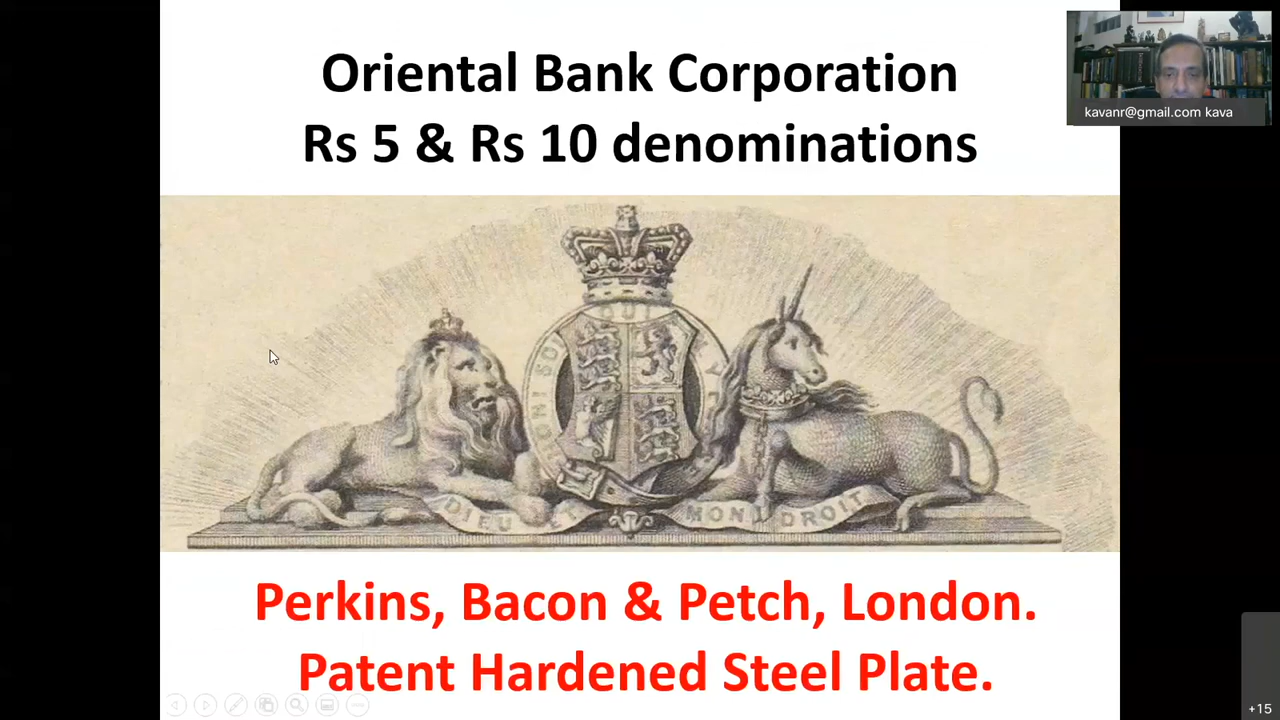 Oriental Bank Corporation
Rs 5 & Rs 10 denominations
kavanr@gmail.com kava
DIEU ET MON DROIT
Perkins, Bacon & Petch, London.
Patent Hardened Steel Plate.
+15